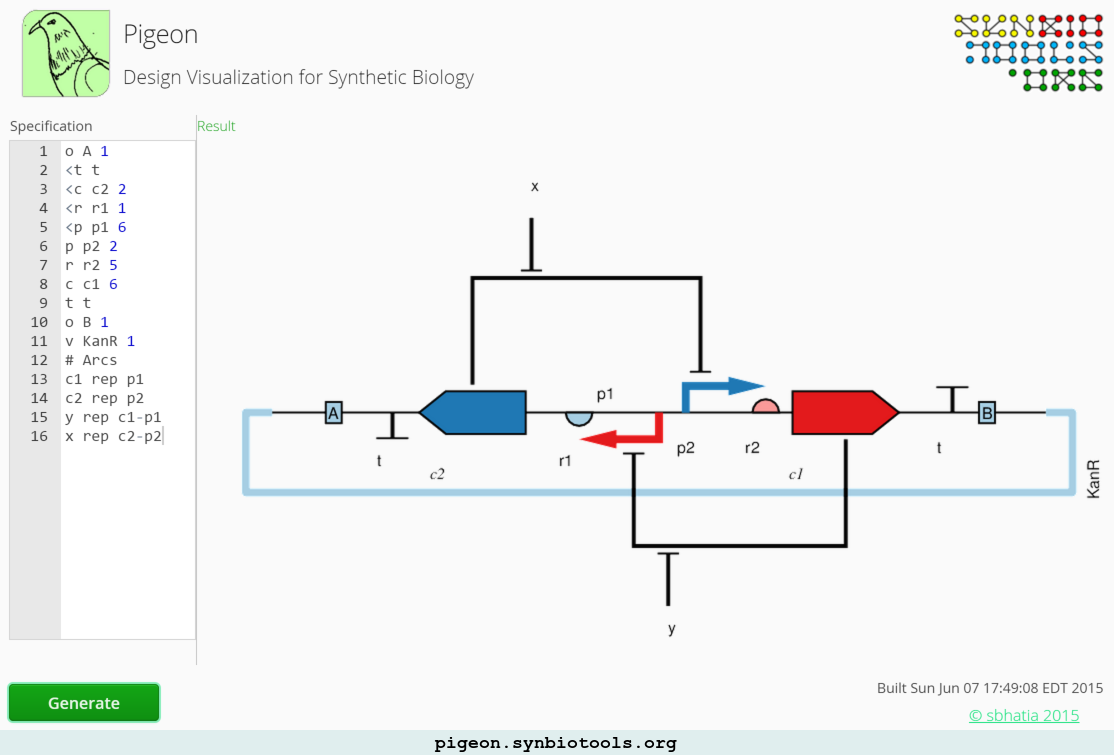 Pigeon
Design Visualization for Synthetic Biology
Specification
Result
1 o A 1
2 <t t
3 <c c2 2
4 <r r1 1
5 <p p1 6
6 p p2 2
7 r r2 5
8 c c1 6
9 t t
10 o B 1
11 v KanR 1
12 # Arcs
13 c1 rep p1
14 c2 rep p2
15 y rep c1-p1
16 x rep c2-p2
x
p1
A
B
t
c2
r1
p2
r2
c1
t
KanR
y
Generate
Built Sun Jun 07 17:49:08 EDT 2015
© sbhatia 2015
pigeon.synbiotools.org